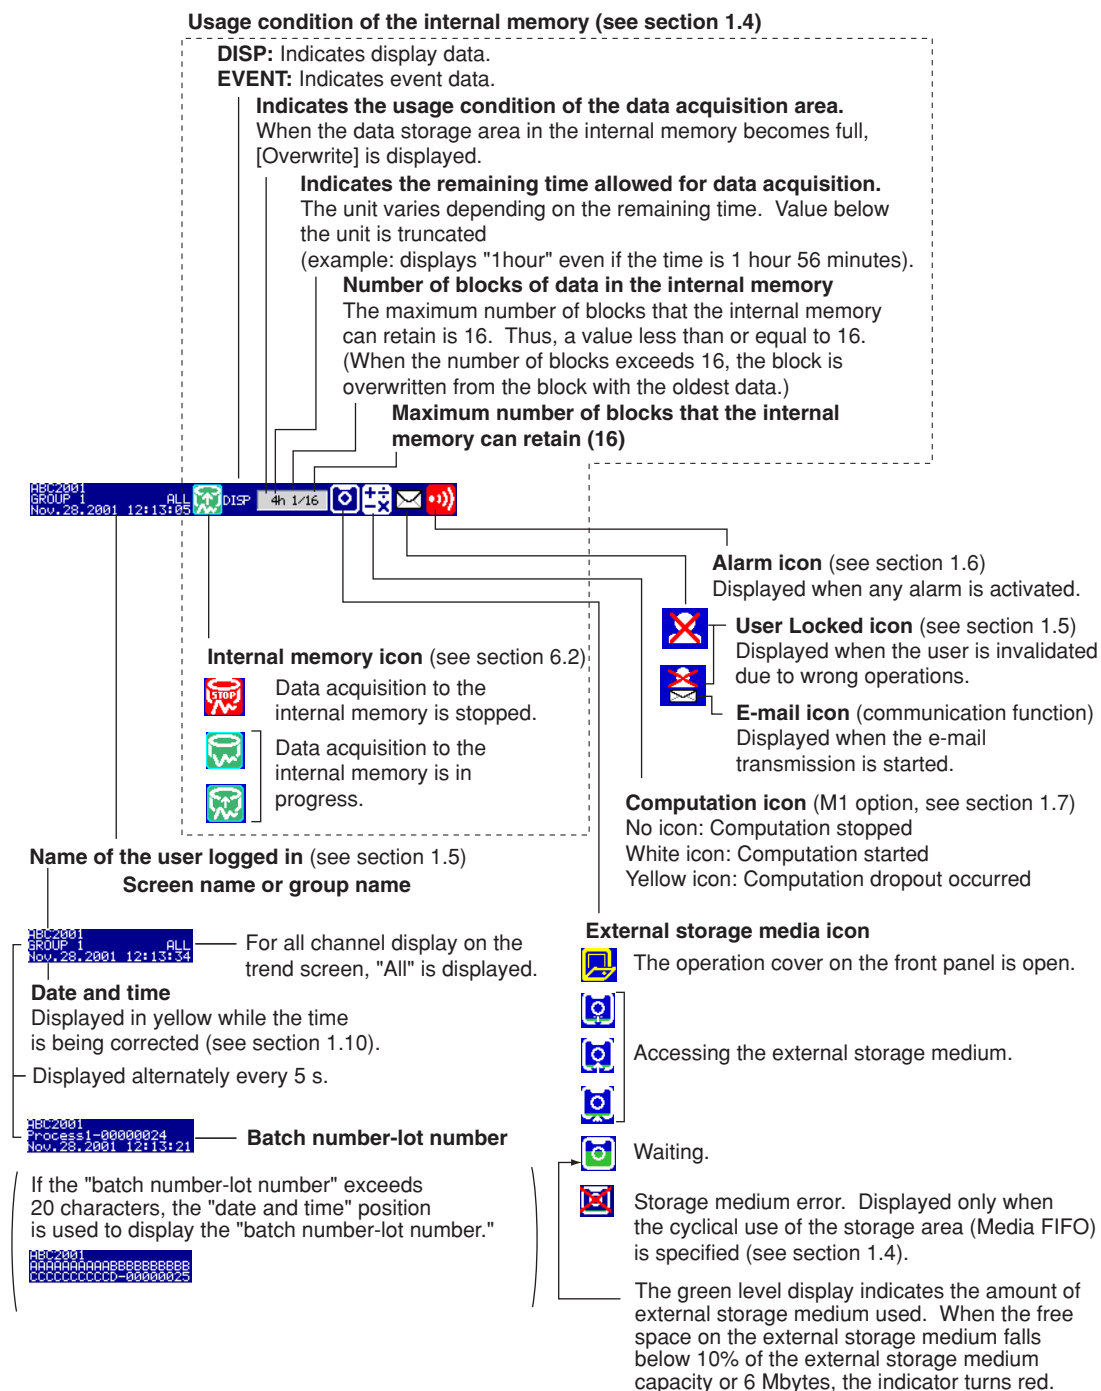 Usage condition of the internal memory (see section 1.4)
DISP: Indicates display data.
EVENT: Indicates event data.
Indicates the usage condition of the data acquisition area.
When the data storage area in the internal memory becomes full,
[Overwrite] is displayed.
Indicates the remaining time allowed for data acquisition.
The unit varies depending on the remaining time.  Value below
the unit is truncated
(example: displays "1hour" even if the time is 1 hour 56 minutes).
Number of blocks of data in the internal memory
The maximum number of blocks that the internal memory
can retain is 16.  Thus, a value less than or equal to 16.
(When the number of blocks exceeds 16, the block is
overwritten from the block with the oldest data.)
Maximum number of blocks that the internal
memory can retain (16)
ABC2001
GROUP 1 ALL
Nov.28.2001 12:13:05
DISP 4h 1/16
Alarm icon (see section 1.6)
Displayed when any alarm is activated.
User Locked icon (see section 1.5)
Displayed when the user is invalidated
due to wrong operations.
E-mail icon (communication function)
Displayed when the e-mail
transmission is started.
Internal memory icon (see section 6.2)
STOP
Data acquisition to the
internal memory is stopped.
Data acquisition to the
internal memory is in
progress.
Computation icon (M1 option, see section 1.7)
No icon: Computation stopped
White icon: Computation started
Yellow icon: Computation dropout occurred
Name of the user logged in (see section 1.5)
Screen name or group name
ABC2001
GROUP 1 ALL
Nov.28.2001 12:13:34
For all channel display on the
trend screen, "All" is displayed.
Date and time
Displayed in yellow while the time
is being corrected (see section 1.10).
Displayed alternately every 5 s.
ABC2001
Process1-00000024
Nov.28.2001 12:13:21
Batch number-lot number
If the "batch number-lot number" exceeds
20 characters, the "date and time" position
is used to display the "batch number-lot number."
ABC2001
AAAAAAAAAABBBBBBBBBB
CCCCCCCCCCD-00000025
External storage media icon
The operation cover on the front panel is open.
Accessing the external storage medium.
Waiting.
Storage medium error.  Displayed only when
the cyclical use of the storage area (Media FIFO)
is specified (see section 1.4).
The green level display indicates the amount of
external storage medium used.  When the free
space on the external storage medium falls
below 10% of the external storage medium
capacity or 6 Mbytes, the indicator turns red.